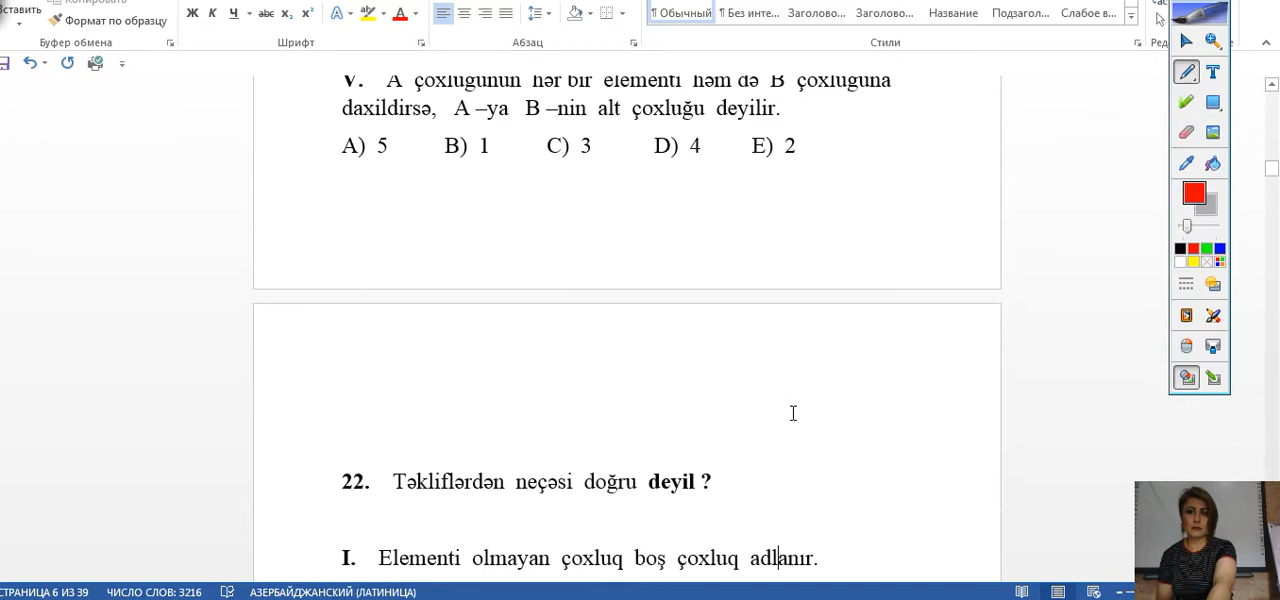 Вставить
Копировать
Формат по образцу
Буфер обмена
Ж К Ч abc x₂ x²
Шрифт
Абзац
¶ Обычный
¶ Без инте...
Заголово...
Заголово...
Название
Подзагол...
Слабое в...
Стили
V. A çoxluğunun hər bir elementi həm də B çoxluğuna
daxildirsə, A –ya B –nin alt çoxluğu deyilir.
A) 5 B) 1 C) 3 D) 4 E) 2
22. Təkliflərdən neçəsi doğru deyil ?
I. Elementi olmayan çoxluq boş çoxluq adlanır.
СТРАНИЦА 6 ИЗ 39
ЧИСЛО СЛОВ: 3216
АЗЕРБАЙДЖАНСКИЙ (ЛАТИНИЦА)